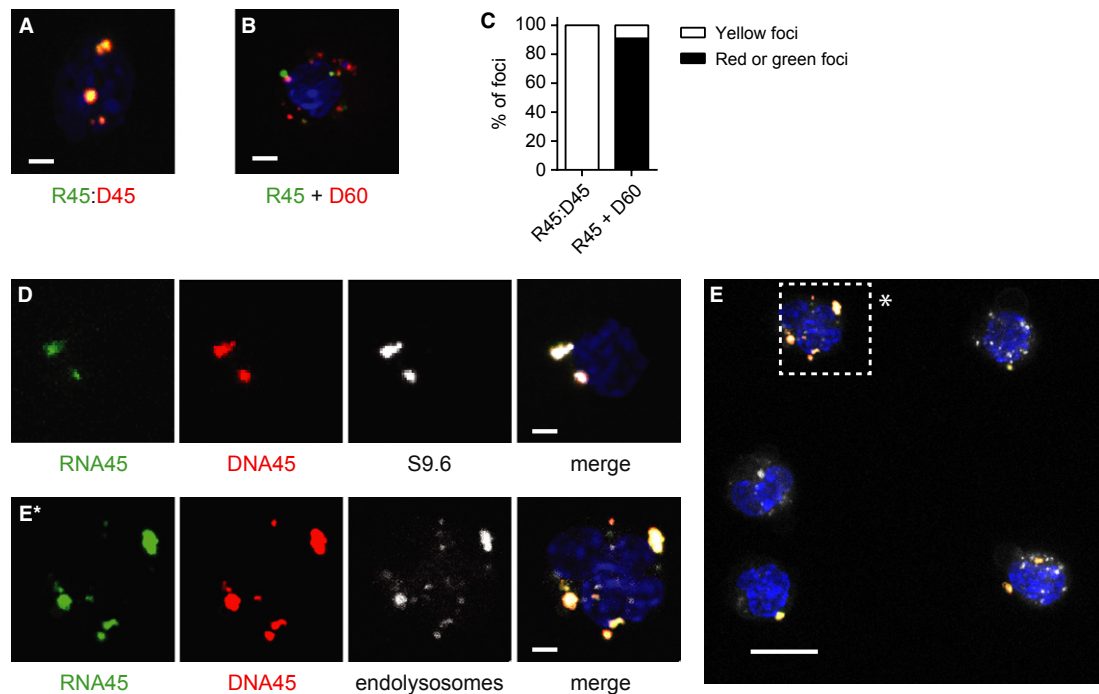 A
B
C
R45:D45
R45 + D60
% of foci
100
80
60
40
20
0
R45:D45
R45 + D60
Yellow foci
Red or green foci
D
RNA45
DNA45
S9.6
merge
E*
RNA45
DNA45
endolysosomes
merge
E
*